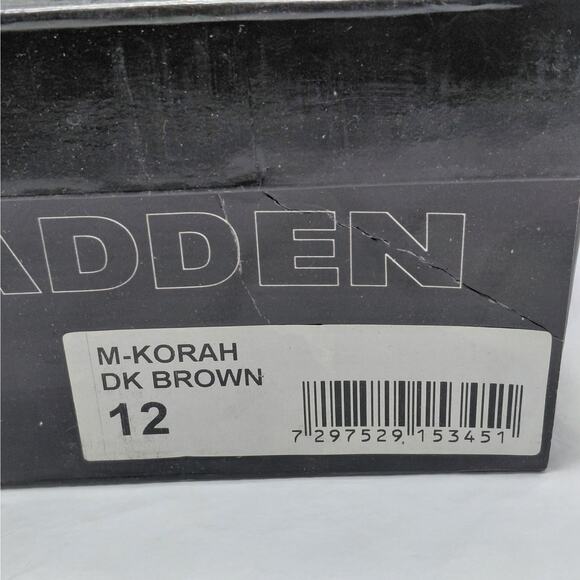 ADDEN
M-KORAH
DK BROWN
12
7 297529 153451